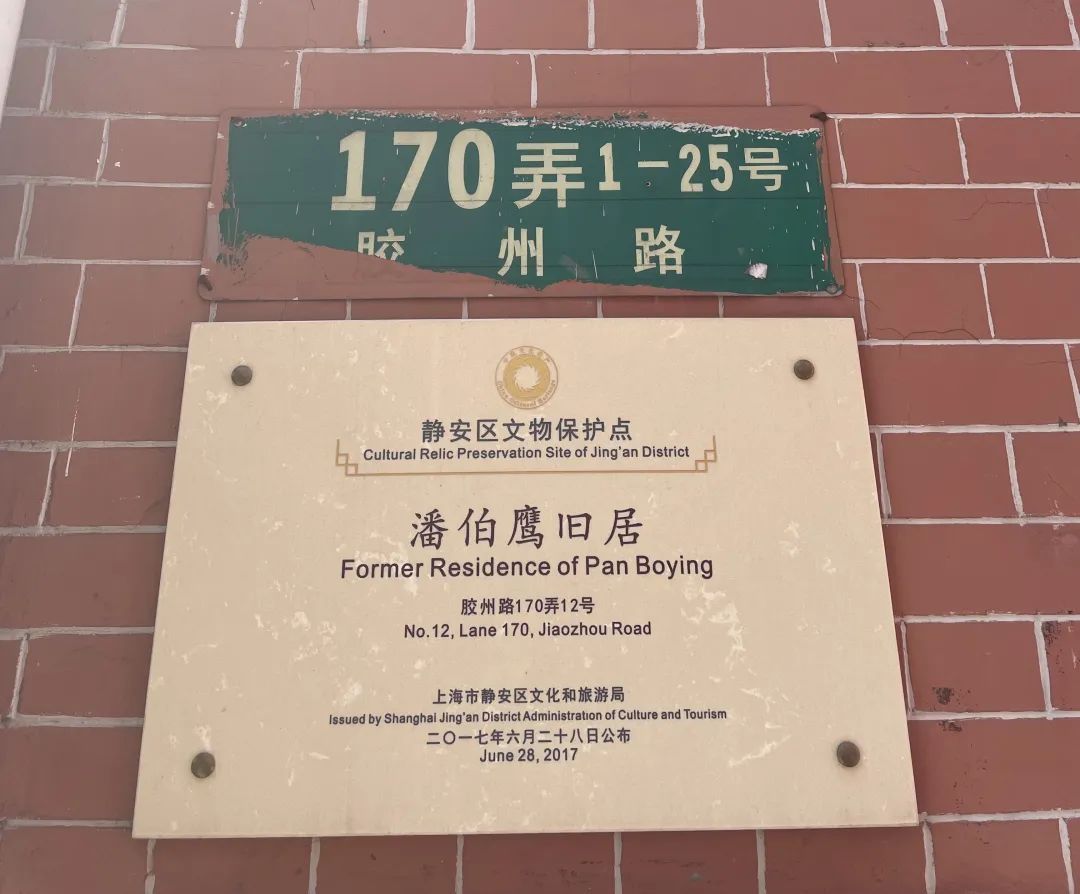 170弄1-25号
胶州路
静安区文物保护点
Cultural Relic Preservation Site of Jing'an District
潘伯鹰旧居
Former Residence of Pan Boying
胶州路170弄12号
No.12, Lane 170, Jiaozhou Road
上海市静安区文化和旅游局
Issued by Shanghai Jing'an District Administration of Culture and Tourism
二〇一七年六月二十八日公布
June 28, 2017